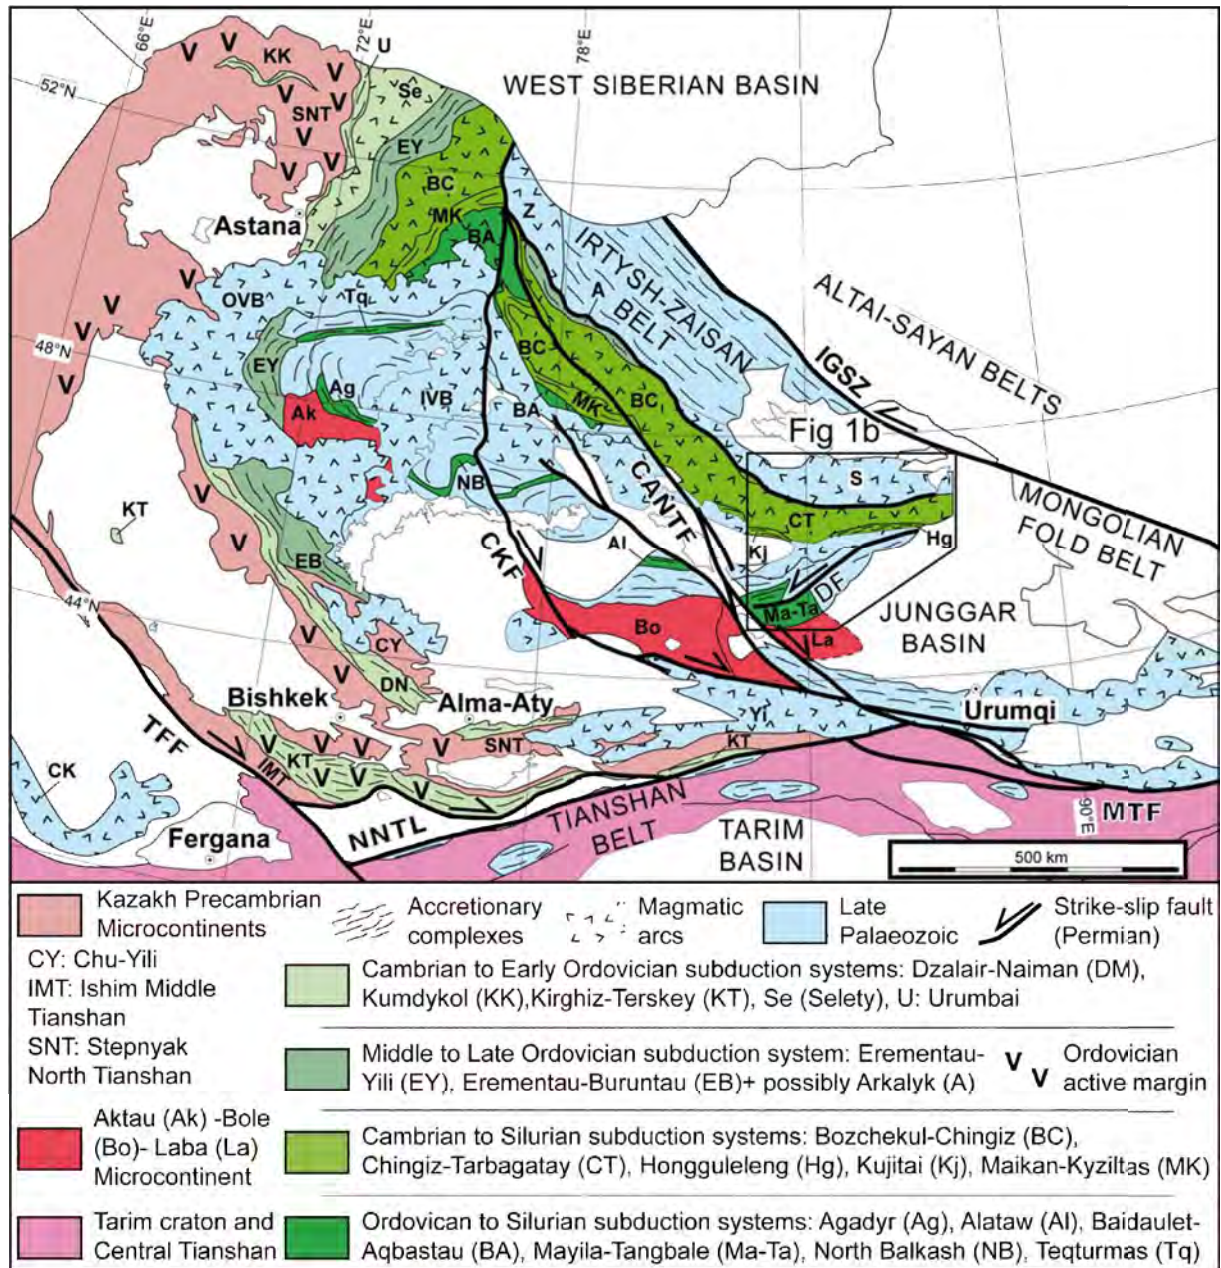 66°E
72°E
U
78°E
KK
52°N
SNT
Se
WEST SIBERIAN BASIN
EY
BC
MK
BA
Z
Astana
IRTYSH-ZAISAN
BELT
A
ALTAI-SAYAN BELTS
OVB
Tq
48°N
EY
Ag
Ak
IVB
BC
MK
BC
BA
IGSZ
Fig 1b
S
NB
CANTF
CT
MONGOLIAN
FOLD BELT
KT
CKF
Al
Kj
Hg
EB
DF
Ma-Ta
44°N
JUNGGAR
BASIN
CY
Bo
La
DN
Bishkek
Alma-Aty
Yi
Urumqi
TFF
SNT
KT
KT
IMT
CK
NNTL
TIANSHAN
BELT
90°E
MTF
Fergana
TARIM
BASIN
500 km
Kazakh Precambrian
Microcontinents
Accretionary
complexes
Magmatic
arcs
Late
Palaeozoic
Strike-slip fault
(Permian)
CY: Chu-Yili
IMT: Ishim Middle
Tianshan
SNT: Stepnyak
North Tianshan
Cambrian to Early Ordovician subduction systems: Dzalair-Naiman (DM),
Kumdykol (KK),Kirghiz-Terskey (KT), Se (Selety), U: Urumbai
Middle to Late Ordovician subduction system: Erementau-
Yili (EY), Erementau-Buruntau (EB)+ possibly Arkalyk (A)
Ordovician
active margin
Aktau (Ak) -Bole
(Bo)- Laba (La)
Microcontinent
Cambrian to Silurian subduction systems: Bozchekul-Chingiz (BC),
Chingiz-Tarbagatay (CT), Hongguleleng (Hg), Kujitai (Kj), Maikan-Kyziltas (MK)
Tarim craton and
Central Tianshan
Ordovican to Silurian subduction systems: Agadyr (Ag), Alataw (Al), Baidaulet-
Aqbastau (BA), Mayila-Tangbale (Ma-Ta), North Balkash (NB), Teqturmas (Tq)